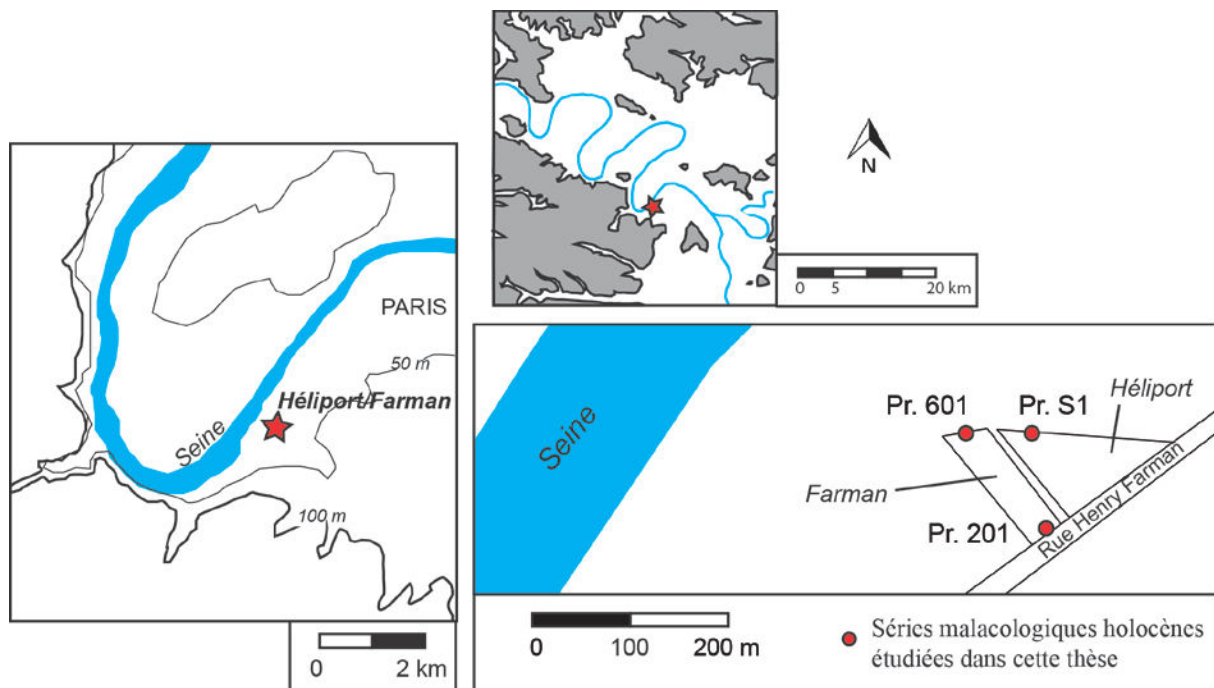 N
0 5 20 km
PARIS
50 m
Héliport/Farman
Seine
100 m
0 2 km
Seine
Pr. 601
Pr. S1
Héliport
Farman
Pr. 201
Rue Henry Farman
0 100 200 m
Séries malacologiques holocènes
étudiées dans cette thèse